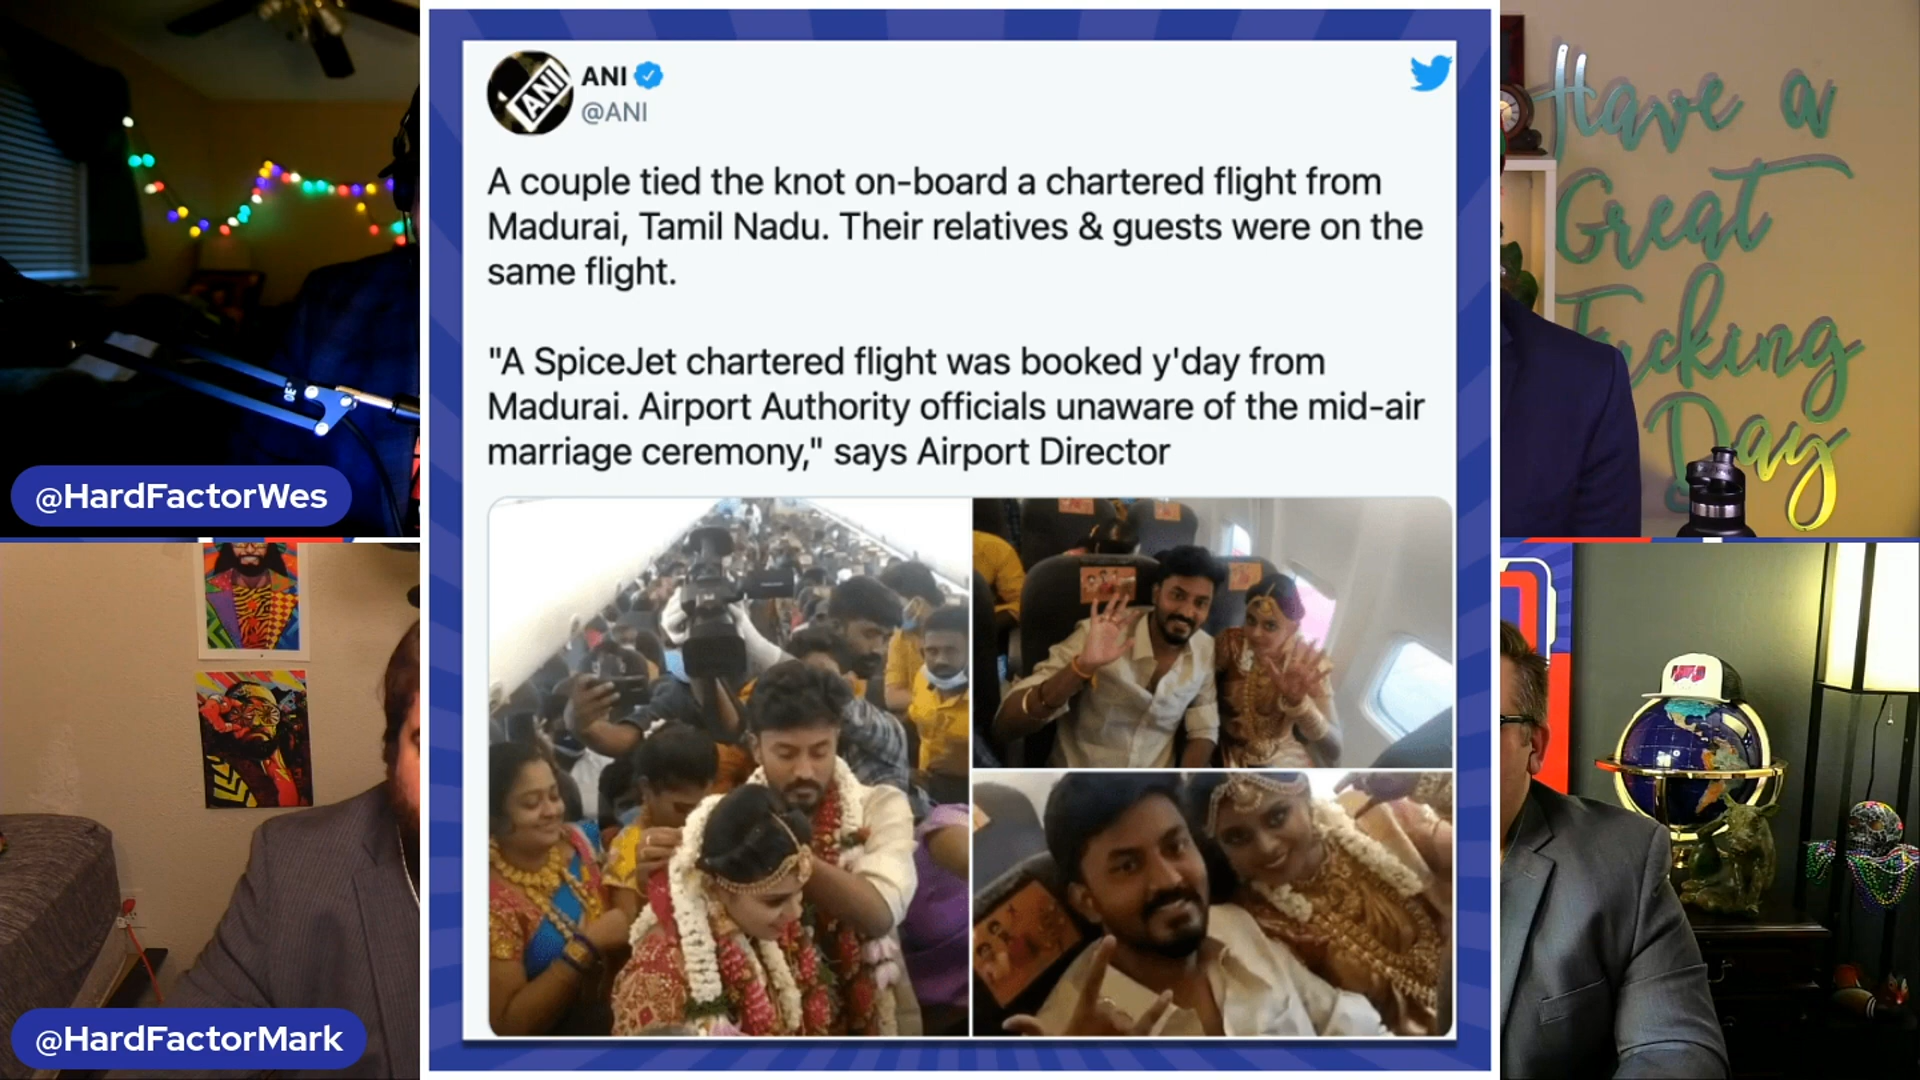 ANI
ANI
@ANI
A couple tied the knot on-board a chartered flight from
Madurai, Tamil Nadu. Their relatives & guests were on the
same flight.
"A SpiceJet chartered flight was booked y'day from
Madurai. Airport Authority officials unaware of the mid-air
marriage ceremony," says Airport Director
@HardFactorWes
@HardFactorMark
Have a
Great
Fucking
Day